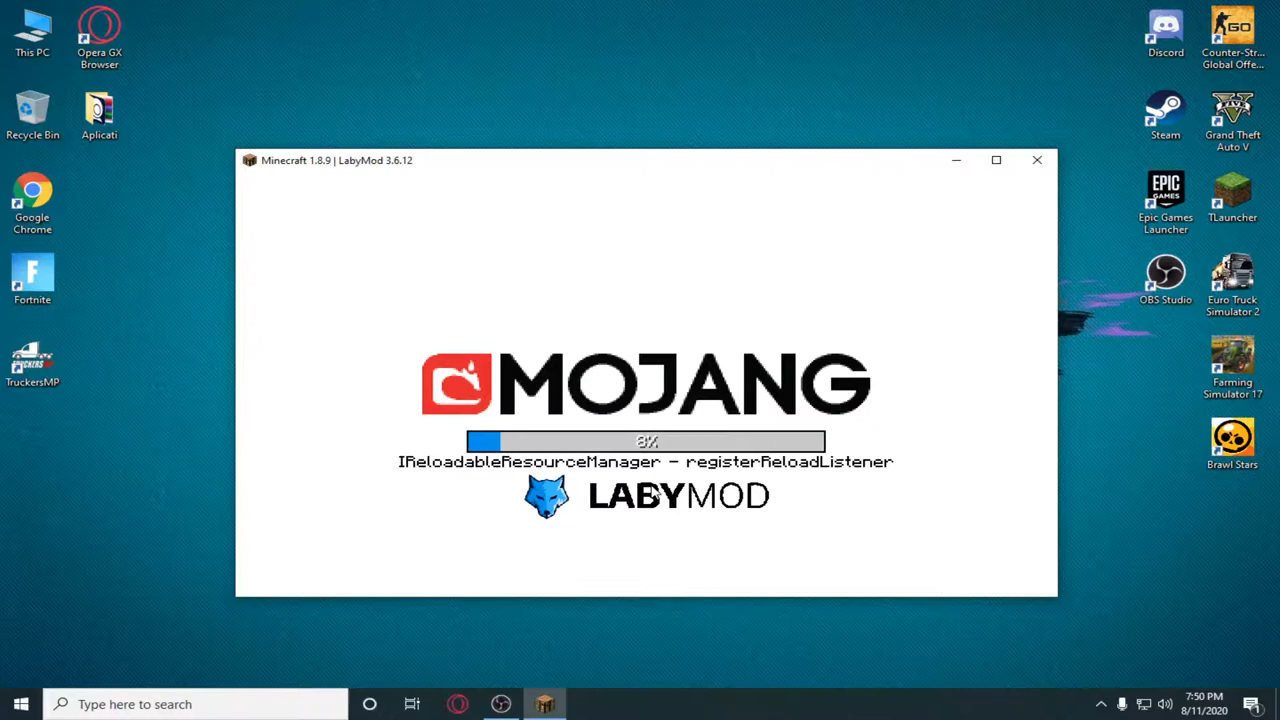 This PC
Opera GX
Browser
Recycle Bin
Aplicati
Google
Chrome
Fortnite
TRUCKERS
TruckersMP
Minecraft 1.8.9 | LabyMod 3.6.12
MOJANG
8%
IReloadableResourceManager - registerReloadListener
LABYMOD
Discord
GO
Counter-Str...
Global Offe...
Steam
V
Grand Theft
Auto V
EPIC
GAMES
Epic Games
Launcher
TLauncher
OBS Studio
Euro Truck
Simulator 2
Farming
Simulator 17
Brawl Stars
Type here to search
7:50 PM
8/11/2020
1